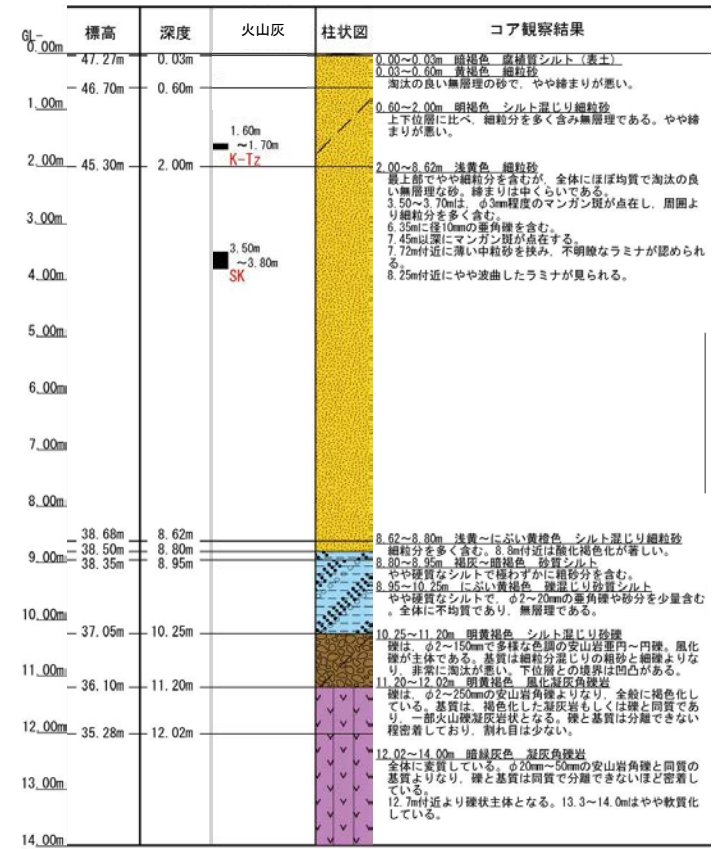 標高 深度 火山灰 柱状図 コア観察結果
GL-
0.00m
47.27m 0.03m
46.70m 0.60m
1.00m
1.60m
～1.70m
K-Tz
2.00m
45.30m 2.00m
3.00m
3.50m
～3.80m
SK
4.00m
5.00m
6.00m
7.00m
8.00m
38.68m 8.62m
38.50m 8.80m
9.00m
38.35m 8.95m
10.00m
37.05m 10.25m
11.00m
36.10m 11.20m
12.00m
35.28m 12.02m
13.00m
14.00m
0.00～0.03m 暗褐色 腐植質シルト（表土）
0.03～0.60m 黄褐色 細粒砂
淘汰の良い無層理の砂で、やや締まりが悪い。
0.60～2.00m 明褐色 シルト混じり細粒砂
上下位層に比べ、細粒分を多く含み無層理である。やや締
まりが悪い。
2.00～8.62m 浅黄色 細粒砂
最上部でやや細粒分を含むが、全体にほぼ均質で淘汰の良
い無層理な砂。締まりは中くらいである。
3.50～3.70mは、φ3mm程度のマンガン斑が点在し、周囲よ
り細粒分を多く含む。
6.35mに径10mmの亜角礫を含む。
7.45m以深にマンガン斑が点在する。
7.72m付近に薄い中粒砂を挟み、不明瞭なラミナが認められ
る。
8.25m付近にやや波曲したラミナが見られる。
8.62～8.80m 浅黄～にぶい黄橙色 シルト混じり細粒砂
細粒分を多く含む。8.8m付近は酸化褐色化が著しい。
8.80～8.95m 褐灰～暗褐色 砂質シルト
やや硬質なシルトで極わずかに粗砂分を含む。
8.95～10.25m にぶい黄褐色 礫混じり砂質シルト
やや硬質なシルトで、φ2～20mmの亜角礫や砂分を少量含む
。全体に不均質であり、無層理である。
10.25～11.20m 明黄褐色 シルト混じり砂礫
礫は、φ2～150mmで多様な色調の安山岩亜円～円礫。風化
礫が主体である。基質は細粒分混じりの粗砂と細礫よりな
り、非常に淘汰が悪い。下位層との境界は凹凸がある。
11.20～12.02m 明黄褐色 風化凝灰角礫岩
礫は、φ2～250mmの安山岩角礫よりなり、全般に褐色化し
ている。基質は、褐色化した凝灰岩もしくは礫と同質であ
り、一部火山礫凝灰岩状となる。礫と基質は分離できない
程密着しており、割れ目は少ない。
12.02～14.00m 暗緑灰色 凝灰角礫岩
全体に変質している。φ20mm～50mmの安山岩角礫と同質の
基質よりなり、礫と基質は同質で分離できないほど密着し
ている。
12.7m付近より礫状主体となる。13.3～14.0mはやや軟質化
している。